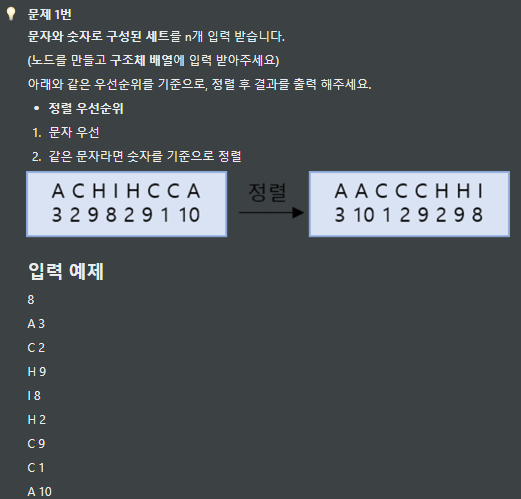 문제 1번
문자와 숫자로 구성된 세트를 n개 입력 받습니다.
(노드를 만들고 구조체 배열에 입력 받아주세요)
아래와 같은 우선순위를 기준으로, 정렬 후 결과를 출력 해주세요.
• 정렬 우선순위
1. 문자 우선
2. 같은 문자라면 숫자를 기준으로 정렬
A C H I H C C A
3 2 9 8 2 9 1 10
정렬
A A C C C H H I
3 10 1 2 9 2 9 8
입력 예제
8
A 3
C 2
H 9
I 8
H 2
C 9
C 1
A 10